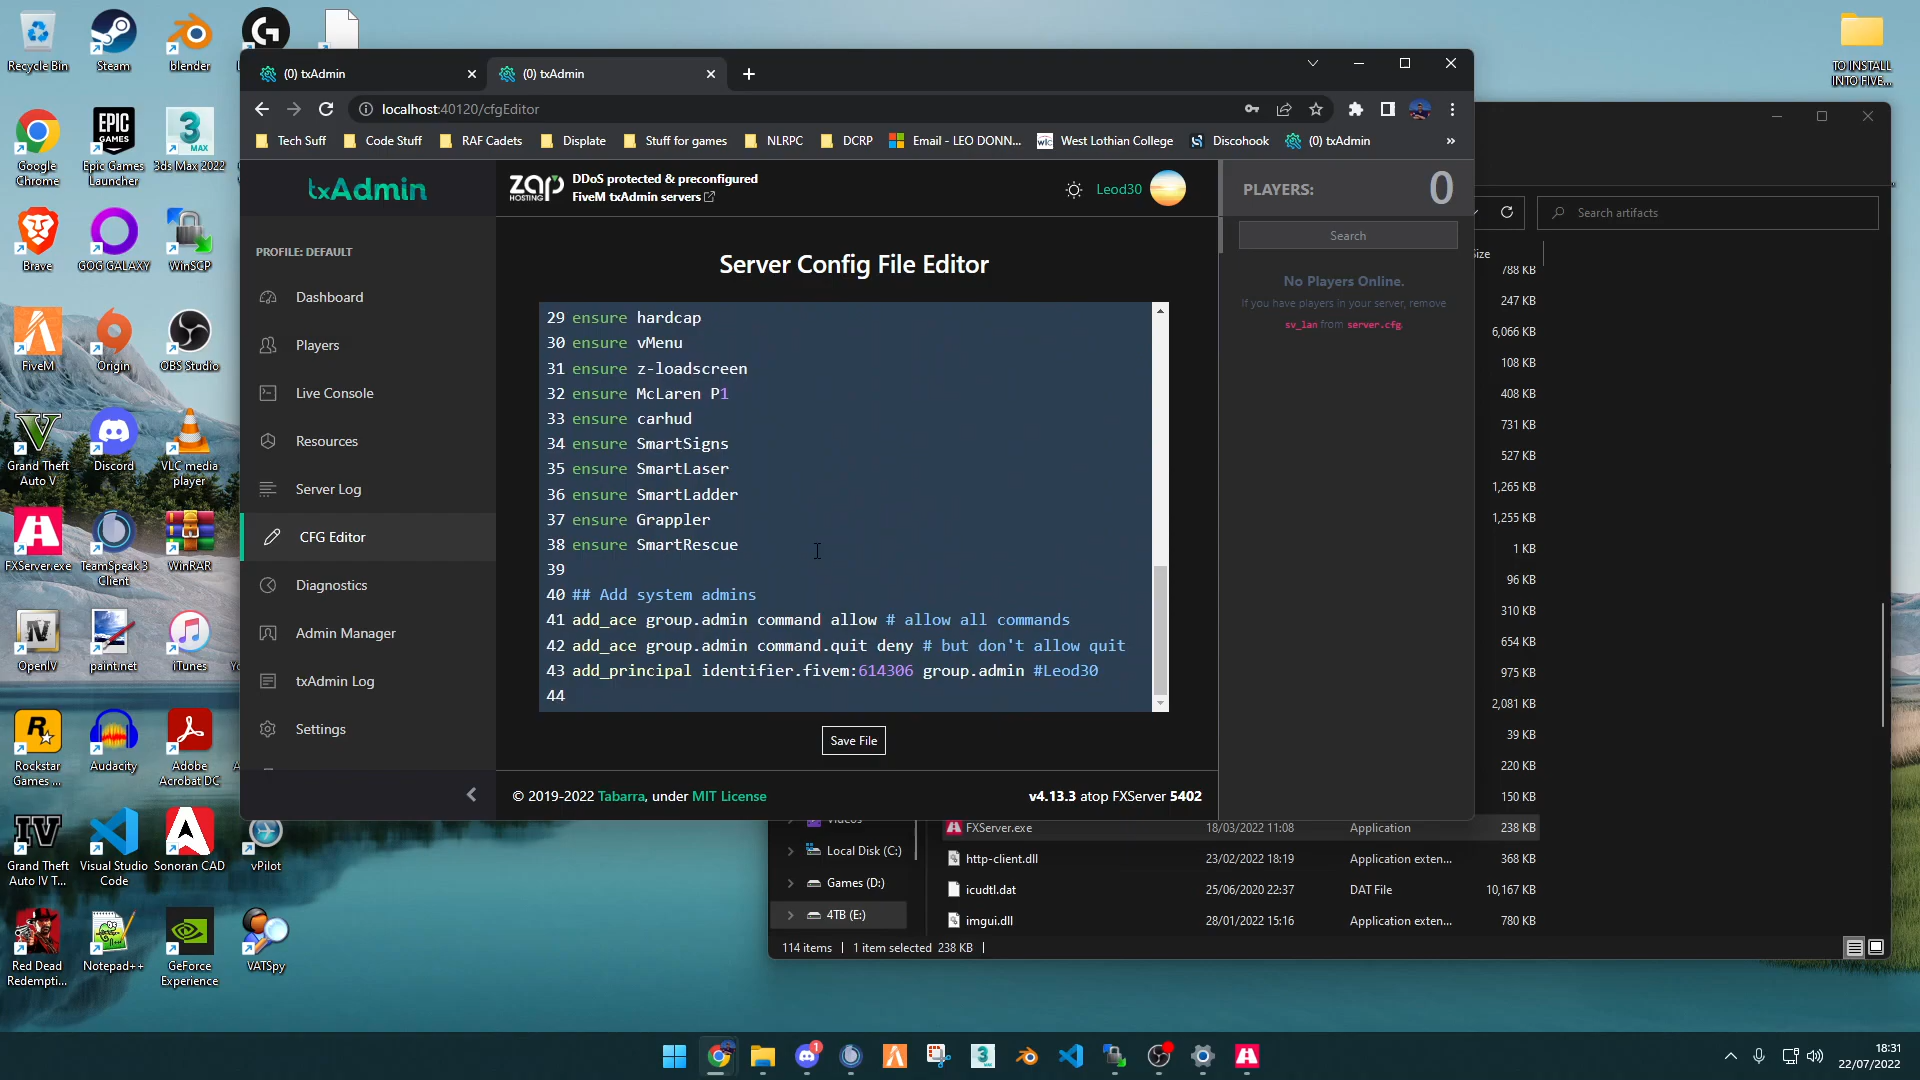 Recycle Bin
Steam
blender
TO INSTALL
INTO FIVE...
(0) txAdmin
(0) txAdmin
localhost:40120/cfgEditor
Tech Suff
Code Stuff
RAF Cadets
Displate
Stuff for games
NLRPC
DCRP
Email - LEO DONN...
West Lothian College
Discohook
(0) txAdmin
»
Google
Chrome
Epic Games
Launcher
3ds Max 2022
Brave
GOG GALAXY
WinSCP
FiveM
Origin
OBS Studio
Grand Theft
Auto V
Discord
VLC media
player
FXServer.exe
TeamSpeak 3
Client
WinRAR
OpenIV
paint.net
iTunes
Rockstar
Games ...
Audacity
Adobe
Acrobat DC
Grand Theft
Auto IV T...
Visual Studio
Code
Sonoran CAD
vPilot
Red Dead
Redempti...
Notepad++
GeForce
Experience
VATSpy
txAdmin
PROFILE: DEFAULT
Dashboard
Players
Live Console
Resources
Server Log
CFG Editor
Diagnostics
Admin Manager
txAdmin Log
Settings
ZAP
HOSTING
DDoS protected & preconfigured
FiveM txAdmin servers
Leod30
Server Config File Editor
29 ensure hardcap
30 ensure vMenu
31 ensure z-loadscreen
32 ensure McLaren P1
33 ensure carhud
34 ensure SmartSigns
35 ensure SmartLaser
36 ensure SmartLadder
37 ensure Grappler
38 ensure SmartRescue
39
40 ## Add system admins
41 add_ace group.admin command allow # allow all commands
42 add_ace group.admin command.quit deny # but don't allow quit
43 add_principal identifier.fivem:614306 group.admin #Leod30
44
Save File
© 2019-2022 Tabarra, under MIT License
v4.13.3 atop FXServer 5402
PLAYERS: 0
Search
No Players Online.
If you have players in your server, remove
sv_lan from server.cfg.
Search artifacts
788 KB
247 KB
6,066 KB
108 KB
408 KB
731 KB
527 KB
1,265 KB
1,255 KB
1 KB
96 KB
310 KB
654 KB
975 KB
2,081 KB
39 KB
220 KB
150 KB
Videos
Local Disk (C:)
Games (D:)
4TB (E:)
FXServer.exe 18/03/2022 11:08 Application 238 KB
http-client.dll 23/02/2022 18:19 Application exten... 368 KB
icudtl.dat 25/06/2020 22:37 DAT File 10,167 KB
imgui.dll 28/01/2022 15:16 Application exten... 780 KB
114 items
1 item selected 238 KB
1
18:31
22/07/2022